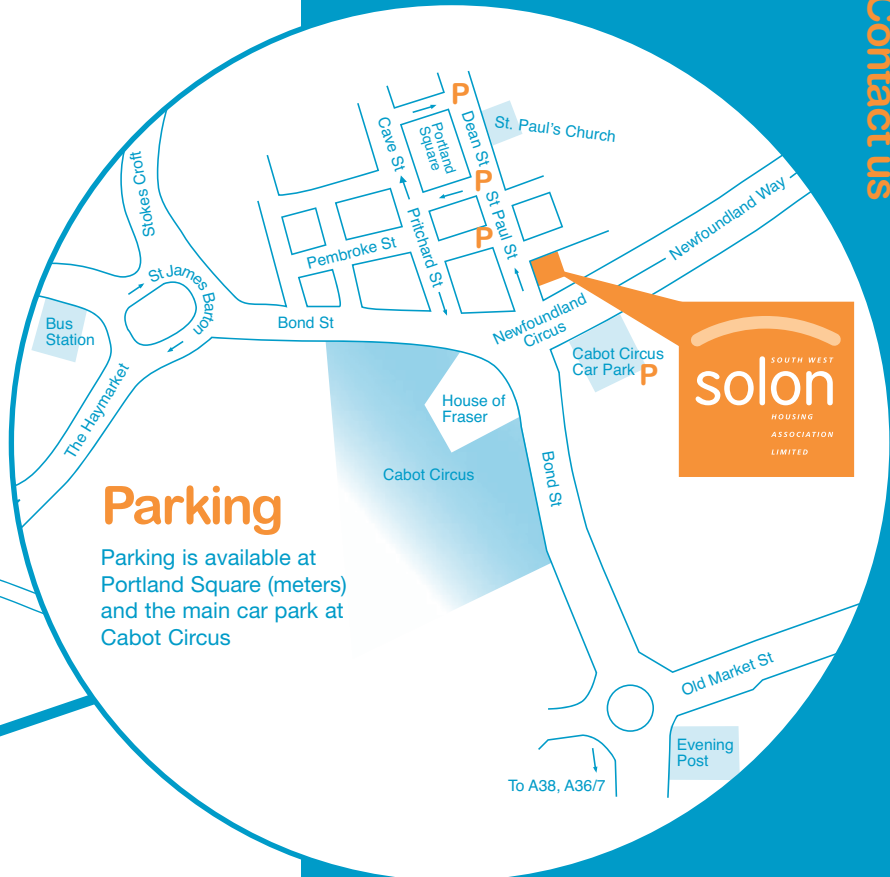 Contact us
P
St. Paul's Church
Cave St
Portland
Square
Dean St
P
Stokes Croft
St Paul St
Pritchard St
P
Pembroke St
Newfoundland Way
St James Barton
Bus
Station
Bond St
Newfoundland
Circus
Cabot Circus
Car Park P
SOUTH WEST
solon
HOUSING
ASSOCIATION
LIMITED
The Haymarket
House of
Fraser
Cabot Circus
Bond St
Parking
Parking is available at
Portland Square (meters)
and the main car park at
Cabot Circus
Old Market St
Evening
Post
To A38, A36/7